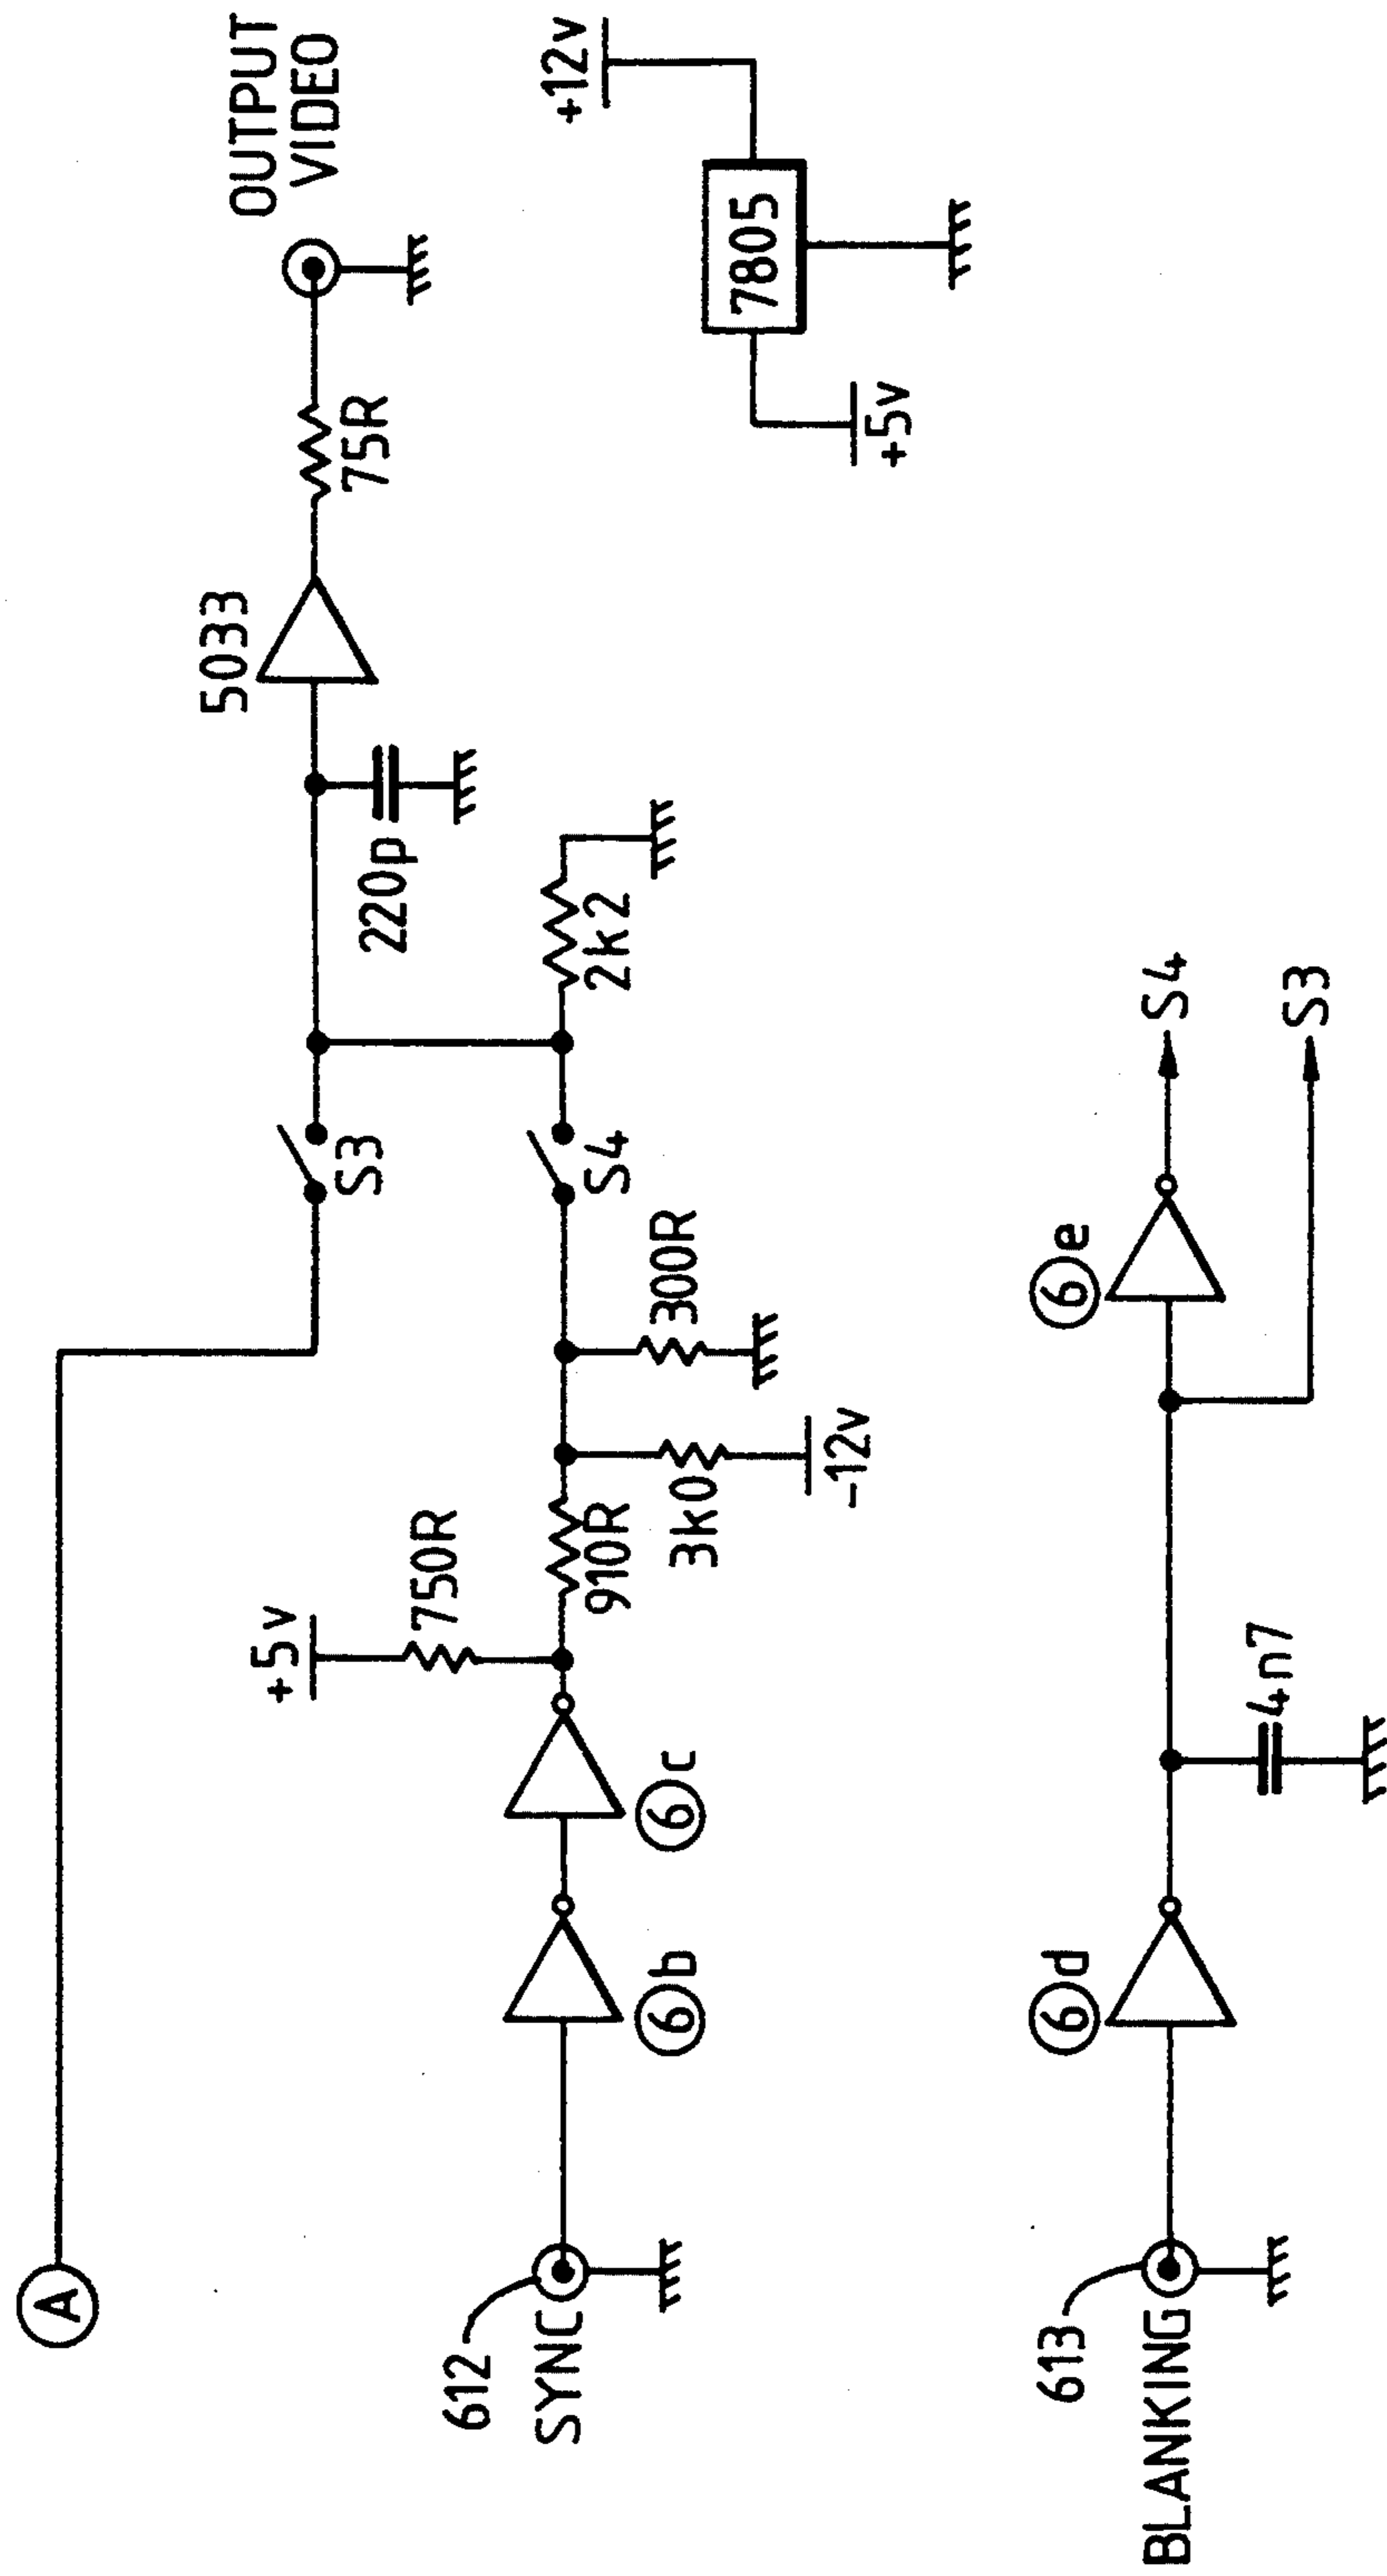 A
OUTPUT
VIDEO
5033
75R
220p
S3
+5v
750R
2k2
612
SYNC
6b
6c
910R
S4
3k0
300R
-12v
+12v
7805
+5v
613
BLANKING
6d
4n7
6e
S4
S3